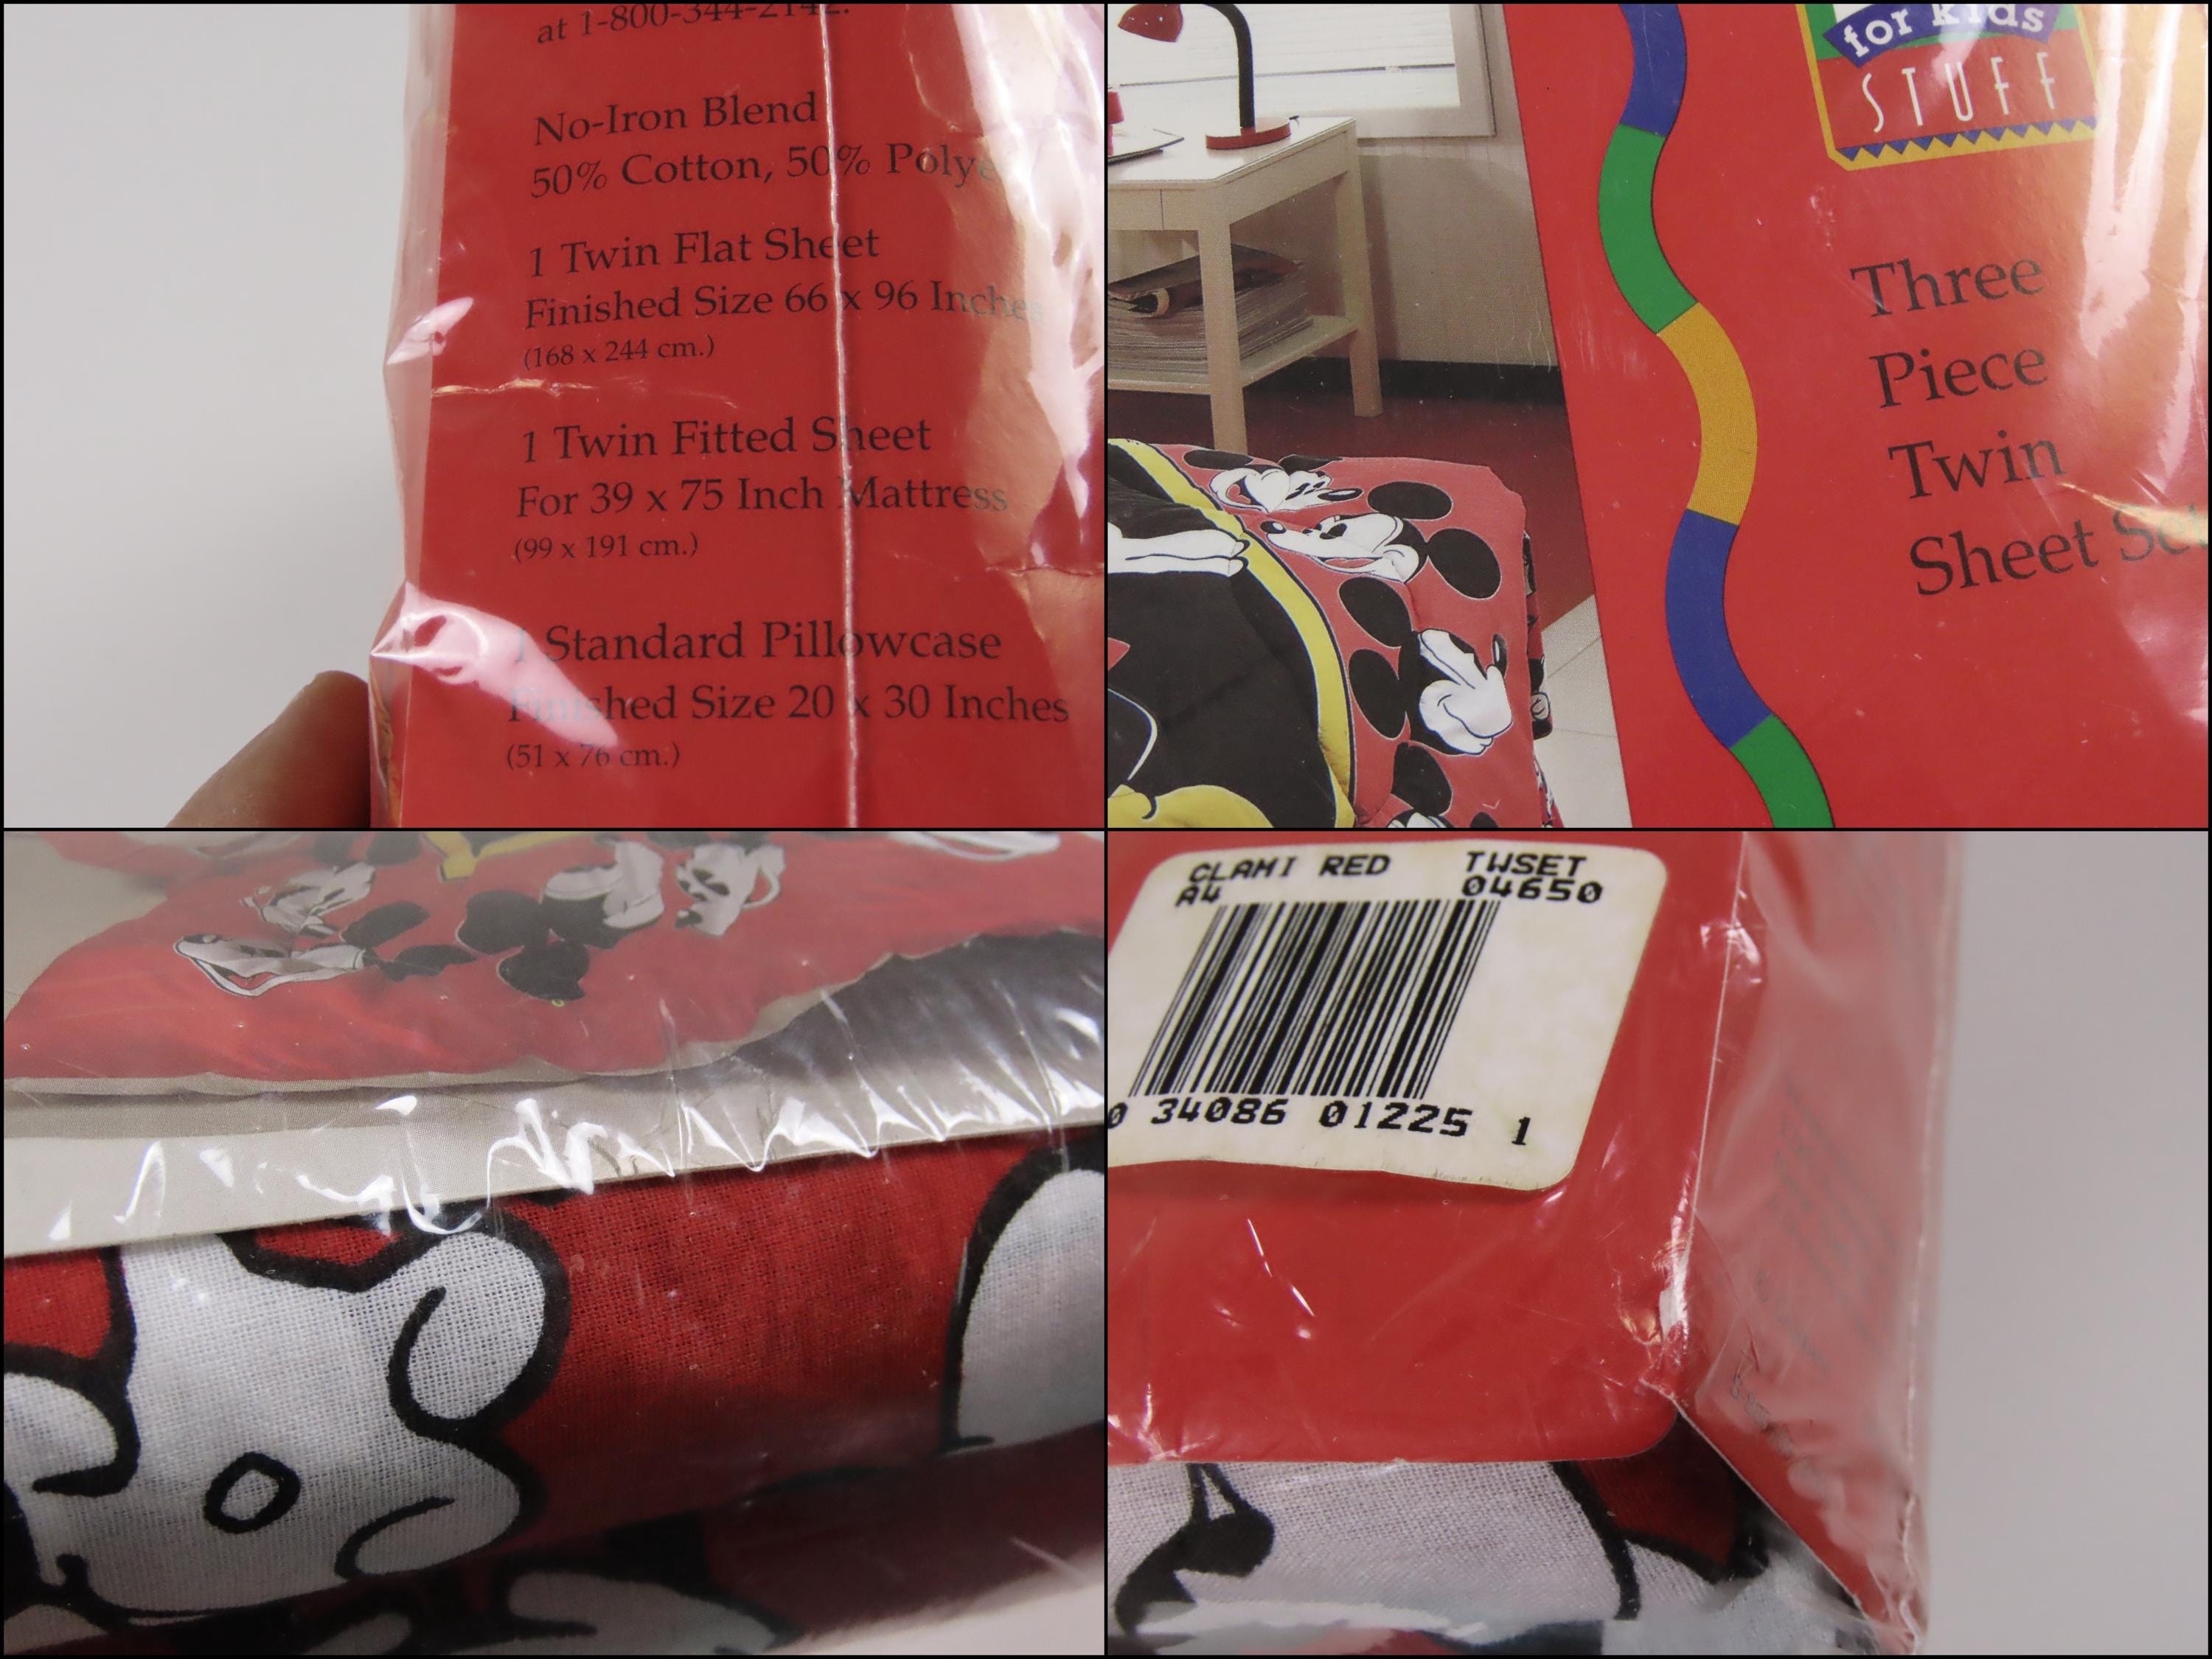 at 1-800-344-2142.
No-Iron Blend
50% Cotton, 50% Polye
1 Twin Flat Sheet
Finished Size 66 x 96 Inches
(168 x 244 cm.)
1 Twin Fitted Sheet
For 39 x 75 Inch Mattress
(99 x 191 cm.)
1 Standard Pillowcase
Finished Size 20 x 30 Inches
(51 x 76 cm.)
for kids
STUFF
Three
Piece
Twin
Sheet Set
CLAMI RED TWSET
A4 04650
0 34086 01225 1